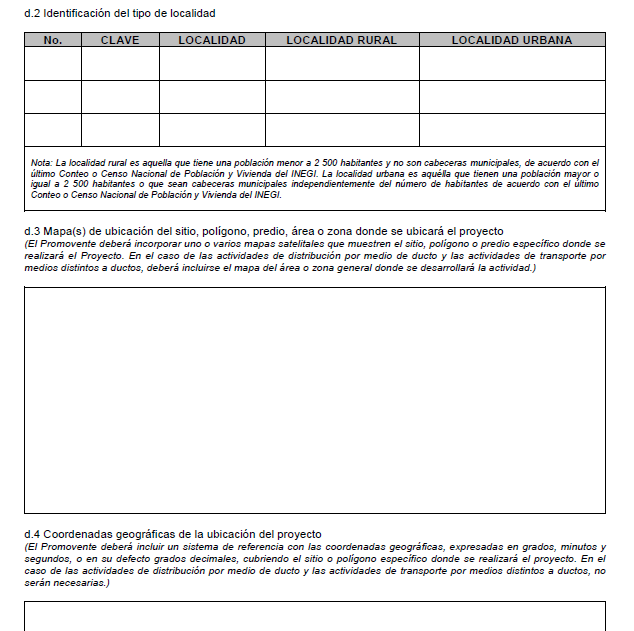 d.2 Identificación del tipo de localidad
No. CLAVE LOCALIDAD LOCALIDAD RURAL LOCALIDAD URBANA
Nota: La localidad rural es aquella que tiene una población menor a 2 500 habitantes y no son cabeceras municipales, de acuerdo con el
último Conteo o Censo Nacional de Población y Vivienda del INEGI. La localidad urbana es aquélla que tienen una población mayor o
igual a 2 500 habitantes o que sean cabeceras municipales independientemente del número de habitantes de acuerdo con el último
Conteo o Censo Nacional de Población y Vivienda del INEGI.
d.3 Mapa(s) de ubicación del sitio, polígono, predio, área o zona donde se ubicará el proyecto
(El Promovente deberá incorporar uno o varios mapas satelitales que muestren el sitio, polígono o predio específico donde se
realizará el Proyecto. En el caso de las actividades de distribución por medio de ducto y las actividades de transporte por
medios distintos a ductos, deberá incluirse el mapa del área o zona general donde se desarrollará la actividad.)
d.4 Coordenadas geográficas de la ubicación del proyecto
(El Promovente deberá incluir un sistema de referencia con las coordenadas geográficas, expresadas en grados, minutos y
segundos, o en su defecto grados decimales, cubriendo el sitio o polígono específico donde se realizará el proyecto. En el
caso de las actividades de distribución por medio de ducto y las actividades de transporte por medios distintos a ductos, no
serán necesarias.)